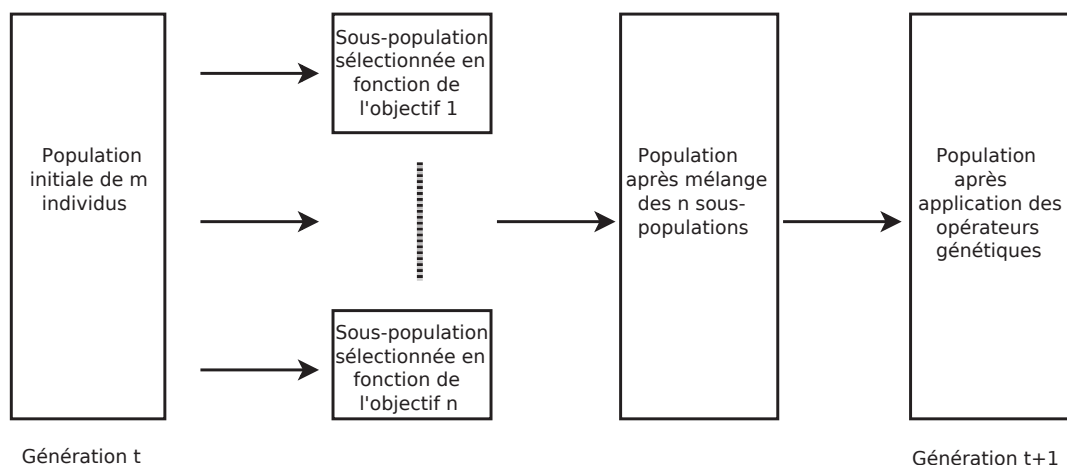 Population
initiale de m
individus
Sous-population
sélectionnée en
fonction de
l'objectif 1
Sous-population
sélectionnée en
fonction de
l'objectif n
Population
après mélange
des n sous-
populations
Population
après
application des
opérateurs
génétiques
Génération t
Génération t+1